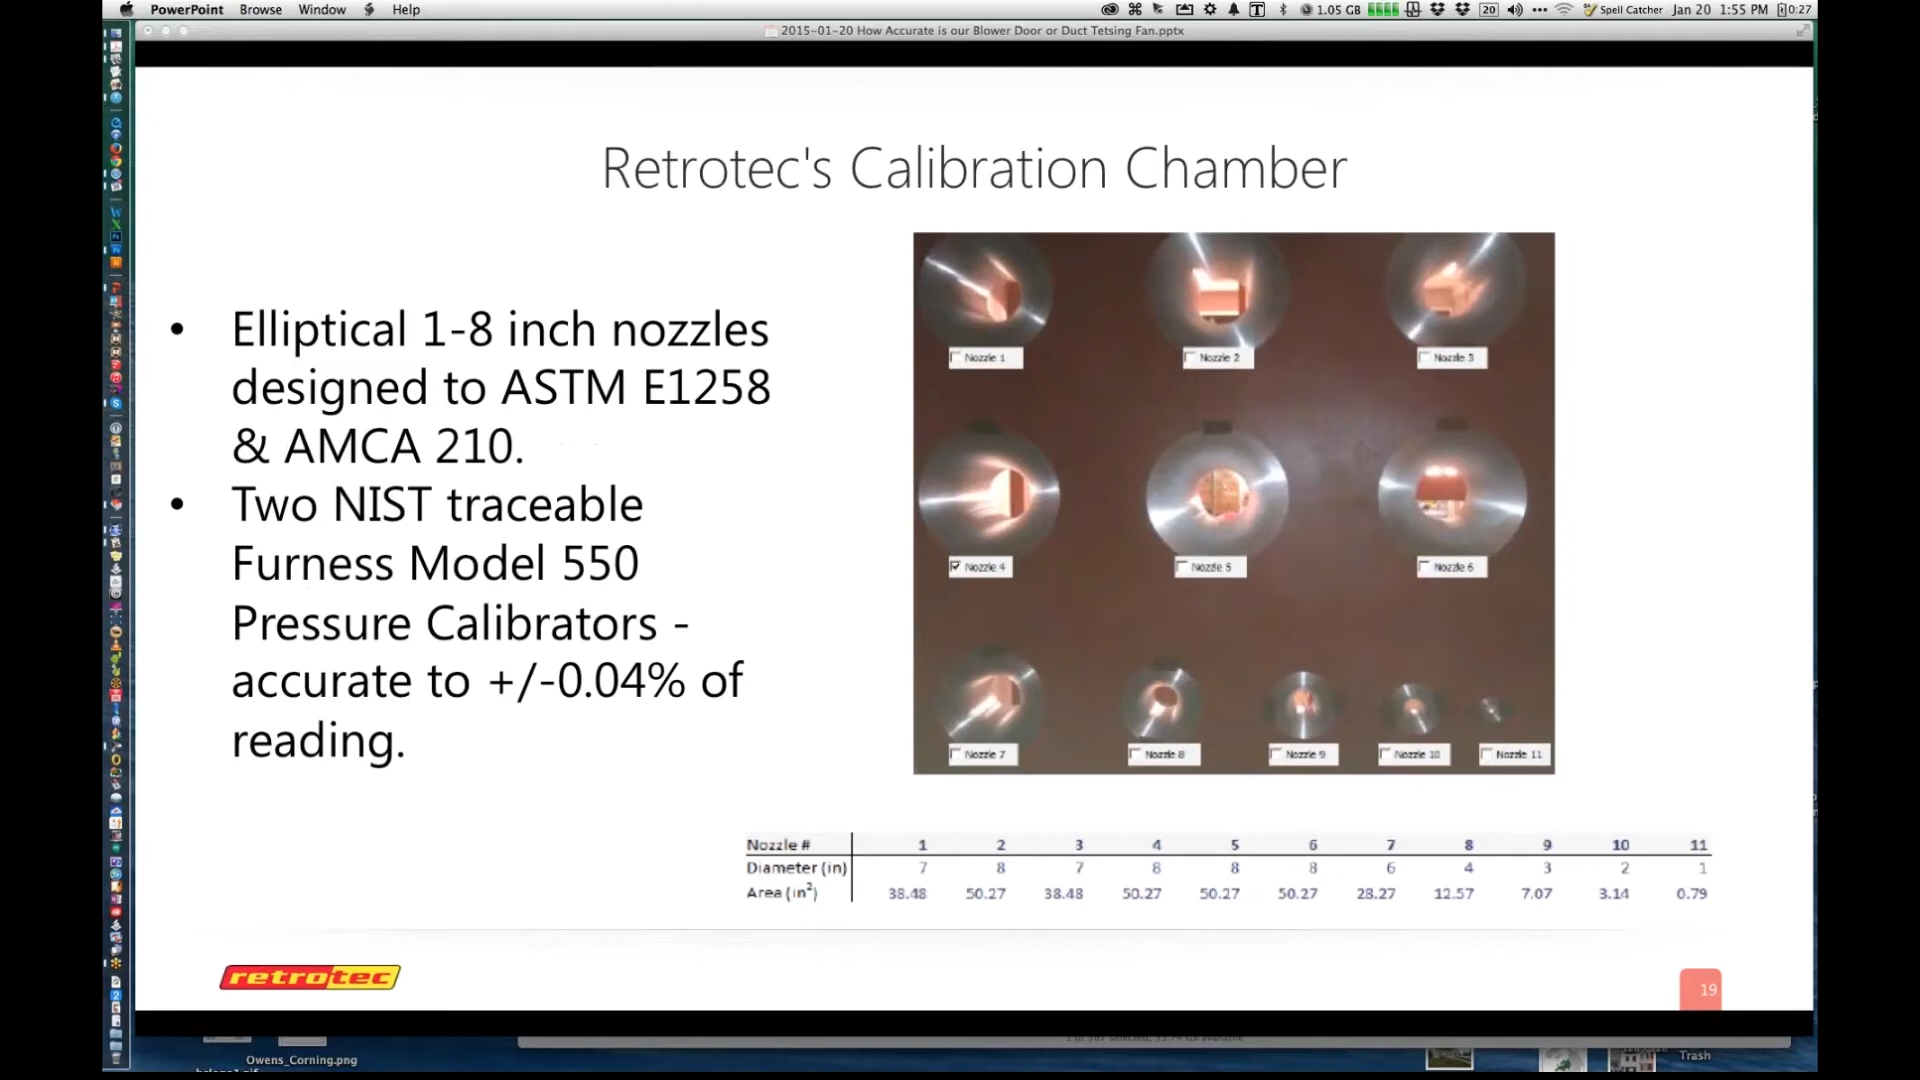 PowerPoint Browse Window Help
1.05 GB 20 Spell Catcher Jan 20 1:55 PM 0:27
2015-01-20 How Accurate is our Blower Door or Duct Tetsing Fan.pptx
Retrotec's Calibration Chamber
• Elliptical 1-8 inch nozzles
designed to ASTM E1258
& AMCA 210.
• Two NIST traceable
Furness Model 550
Pressure Calibrators -
accurate to +/-0.04% of
reading.
Nozzle 1 Nozzle 2 Nozzle 3
Nozzle 4 Nozzle 5 Nozzle 6
Nozzle 7 Nozzle 8 Nozzle 9 Nozzle 10 Nozzle 11
Nozzle # 1 2 3 4 5 6 7 8 9 10 11
Diameter (in) 7 8 7 8 8 8 6 4 3 2 1
Area (in²) 38.48 50.27 38.48 50.27 50.27 50.27 28.27 12.57 7.07 3.14 0.79
retrotec
19
Owens_Corning.png
Trash